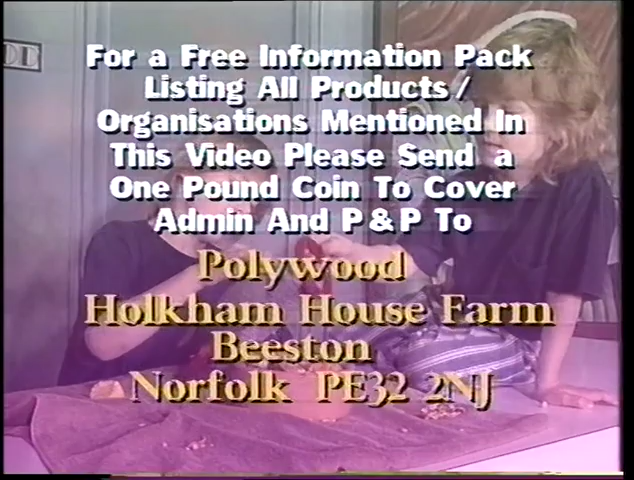 For a Free Information Pack
Listing All Products/
Organisations Mentioned In
This Video Please Send a
One Pound Coin To Cover
Admin And P & P To
Polywood
Holkham House Farm
Beeston
Norfolk PE32 2NJ